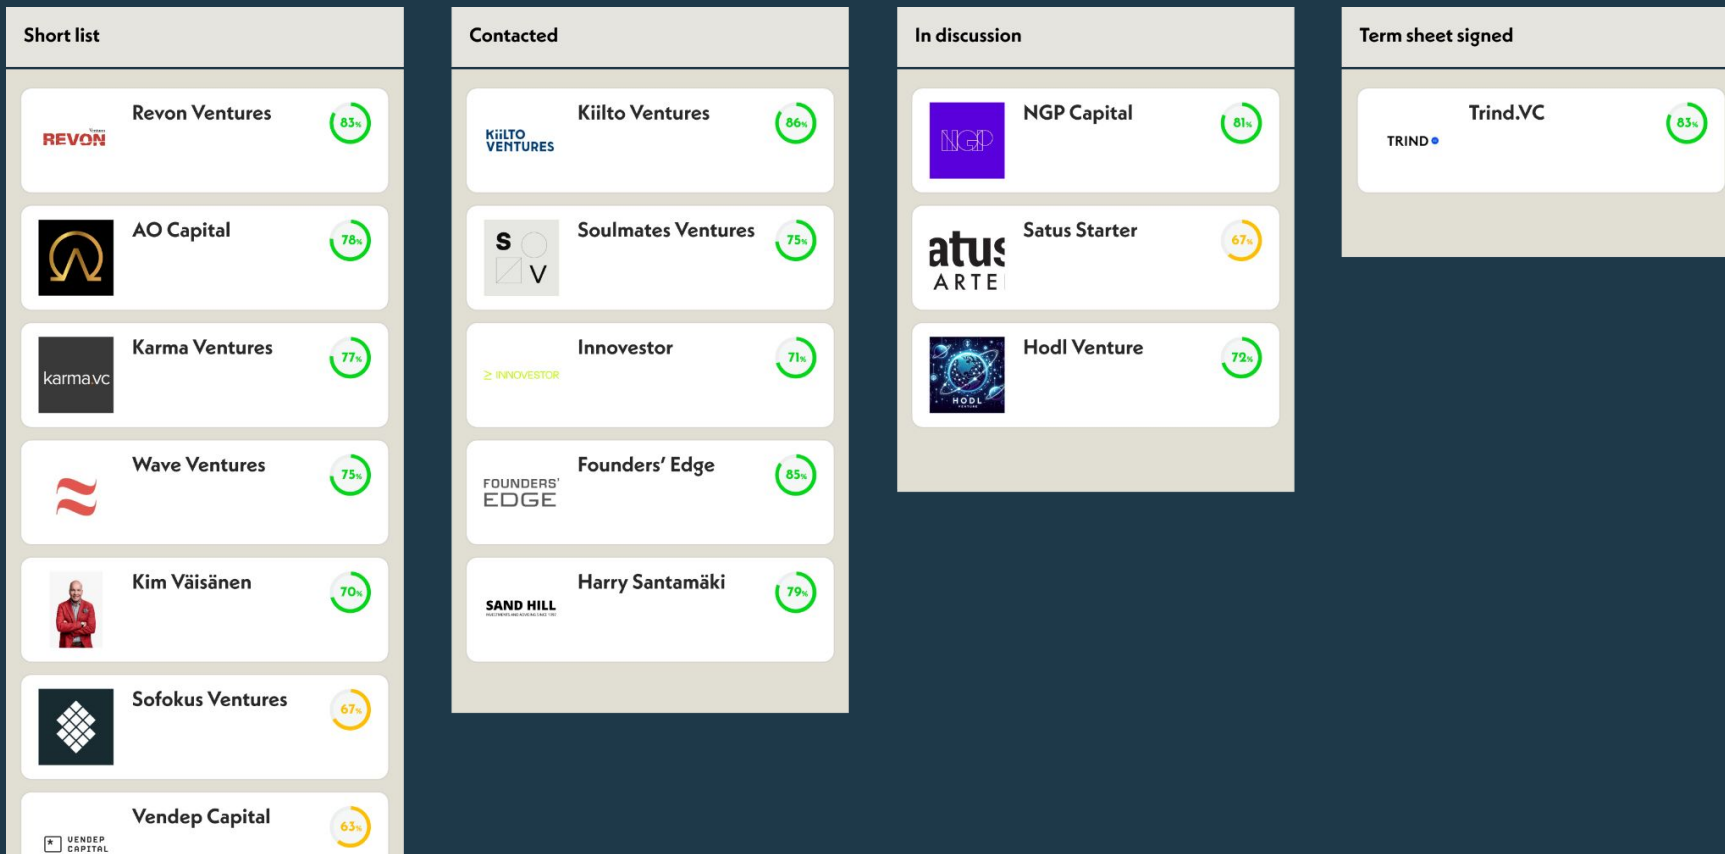 Short list
Revon Ventures
83%
Ventures
REVON
AO Capital
78%
Karma Ventures
77%
karma.vc
Wave Ventures
75%
Kim Väisänen
70%
Sofokus Ventures
67%
Vendep Capital
63%
VENDEP
CAPITAL
Contacted
Kiilto Ventures
86%
KiiLTO
VENTURES
Soulmates Ventures
75%
S
V
Innovestor
71%
≥ INNOVESTOR
Founders’ Edge
85%
FOUNDERS'
EDGE
Harry Santamäki
79%
SAND HILL
In discussion
NGP Capital
81%
NGP
Satus Starter
67%
atus
ARTE
Hodl Venture
72%
HODL
VENTURE
Term sheet signed
Trind.VC
83%
TRIND